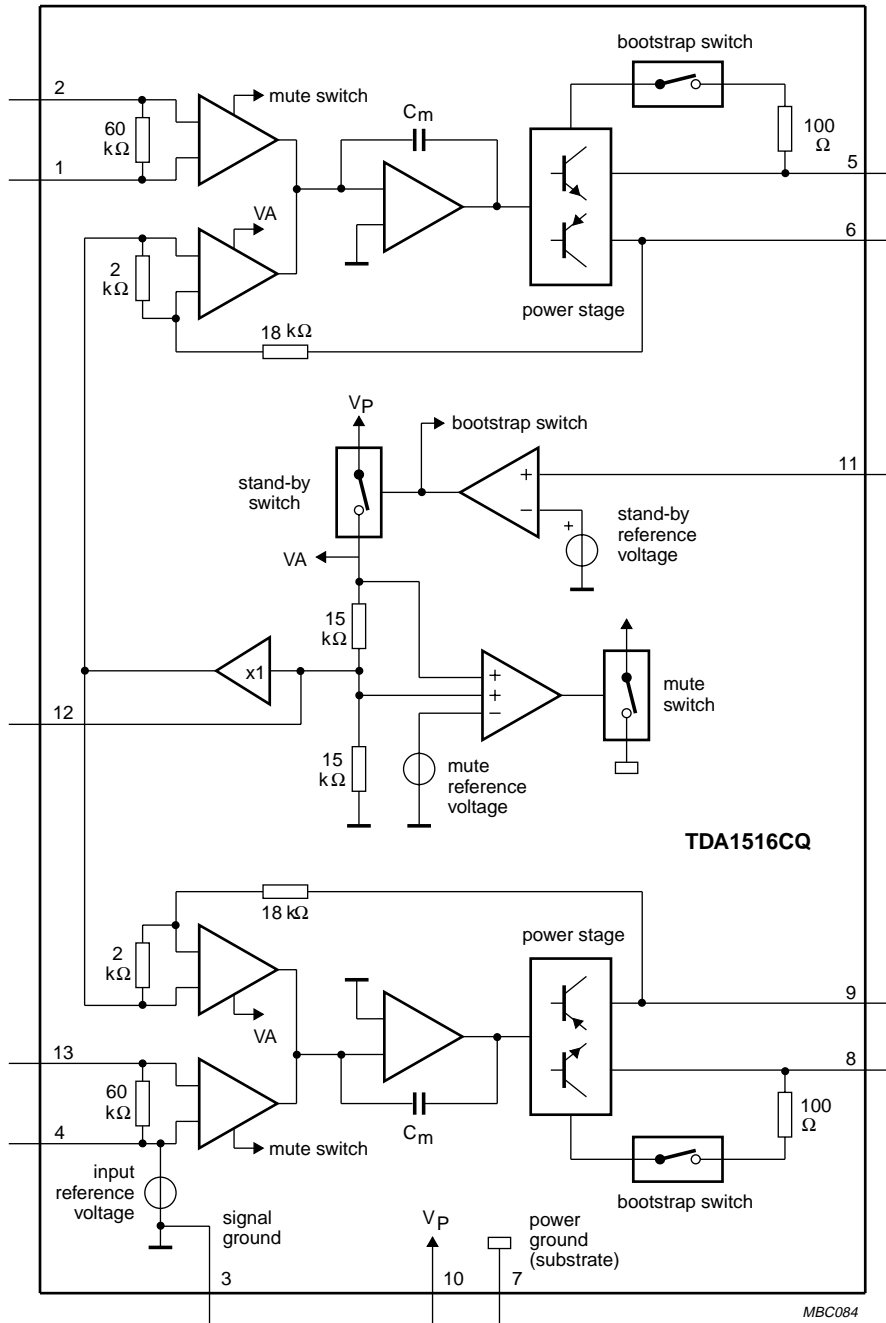 bootstrap switch
2
mute switch
60
kΩ
Cm
100
Ω
1
5
VA
6
2
kΩ
power stage
18 kΩ
VP
bootstrap switch
11
stand-by
switch
+
−
+
stand-by
reference
voltage
VA
15
kΩ
x1
+
+
−
mute
switch
12
15
kΩ
mute
reference
voltage
TDA1516CQ
18 kΩ
power stage
2
kΩ
9
VA
13
8
60
kΩ
100
Ω
4
Cm
mute switch
input
reference
voltage
bootstrap switch
signal
ground
VP
power
ground
(substrate)
3
10
7
MBC084